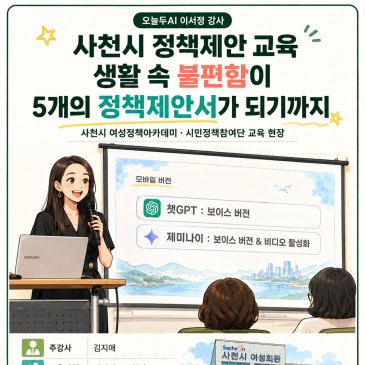 오늘두AI 이서정 강사
사천시 정책제안 교육
생활 속 불편함이
5개의 정책제안서가 되기까지
사천시 여성정책아카데미 · 시민정책참여단 교육 현장
모바일 버전
챗GPT : 보이스 버전
제미나이 : 보이스 버전 & 비디오 활성화
주강사 김지애
사천시 여성회관